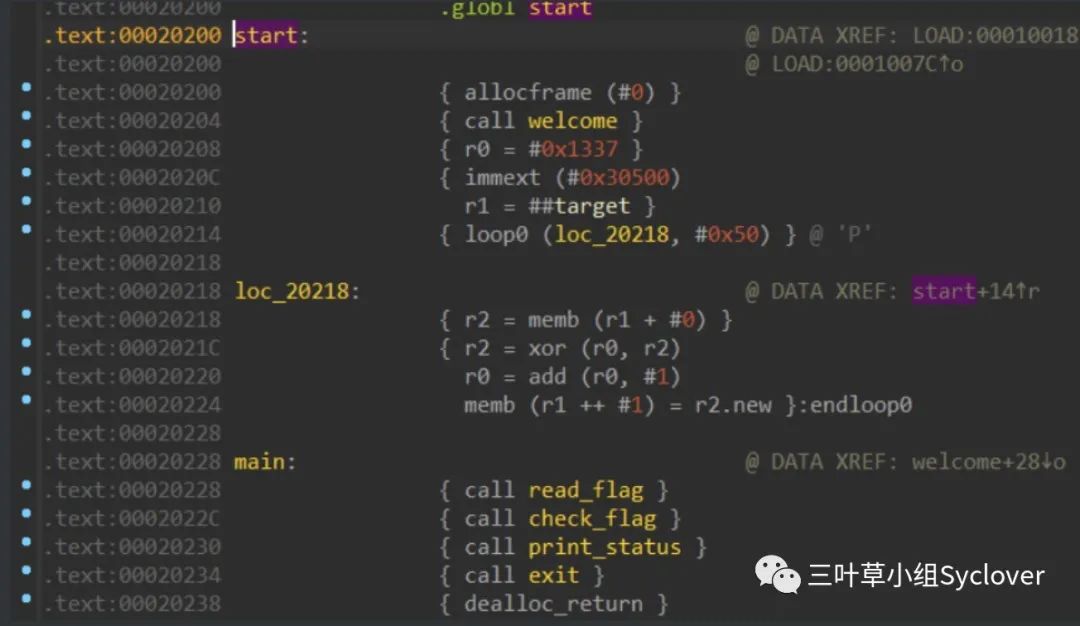 .text:00020200 .globl start
.text:00020200 start: @ DATA XREF: LOAD:00010018
.text:00020200 @ LOAD:0001007C↑o
.text:00020200 { allocframe (#0) }
.text:00020204 { call welcome }
.text:00020208 { r0 = #0x1337 }
.text:0002020C { immext (#0x30500)
.text:00020210 r1 = ##target }
.text:00020214 { loop0 (loc_20218, #0x50) } @ 'P'
.text:00020218
.text:00020218 loc_20218: @ DATA XREF: start+14↑r
.text:00020218 { r2 = memb (r1 + #0) }
.text:0002021C { r2 = xor (r0, r2)
.text:00020220 r0 = add (r0, #1)
.text:00020224 memb (r1 ++ #1) = r2.new }:endloop0
.text:00020228
.text:00020228 main: @ DATA XREF: welcome+28↓o
.text:00020228 { call read_flag }
.text:0002022C { call check_flag }
.text:00020230 { call print_status }
.text:00020234 { call exit }
.text:00020238 { dealloc_return }
三叶草小组Syclover